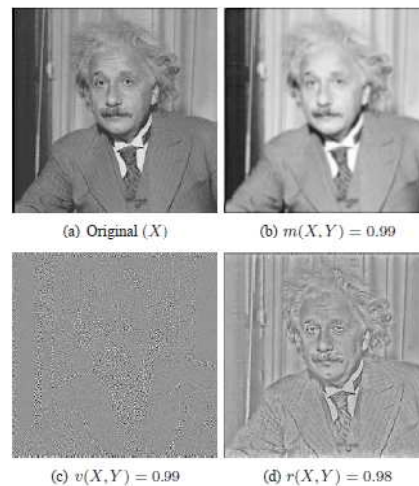 (a) Original (X)
(b) m(X, Y) = 0.99
(c) v(X, Y) = 0.99
(d) r(X, Y) = 0.98